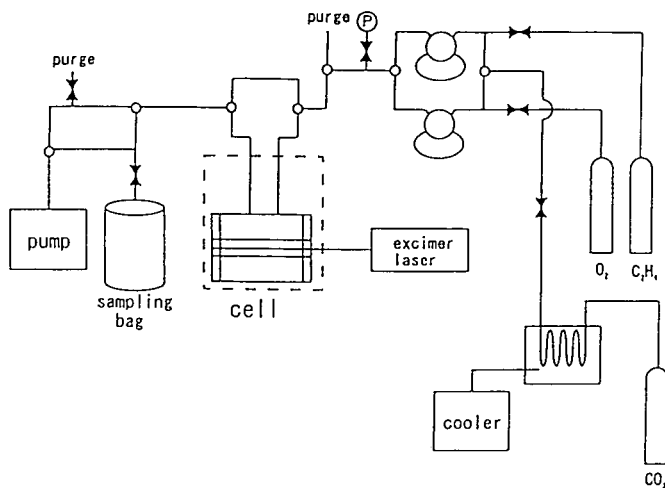 purge
purge
P
pump
sampling
bag
cell
excimer
laser
O₂
C₂H₄
cooler
CO₂